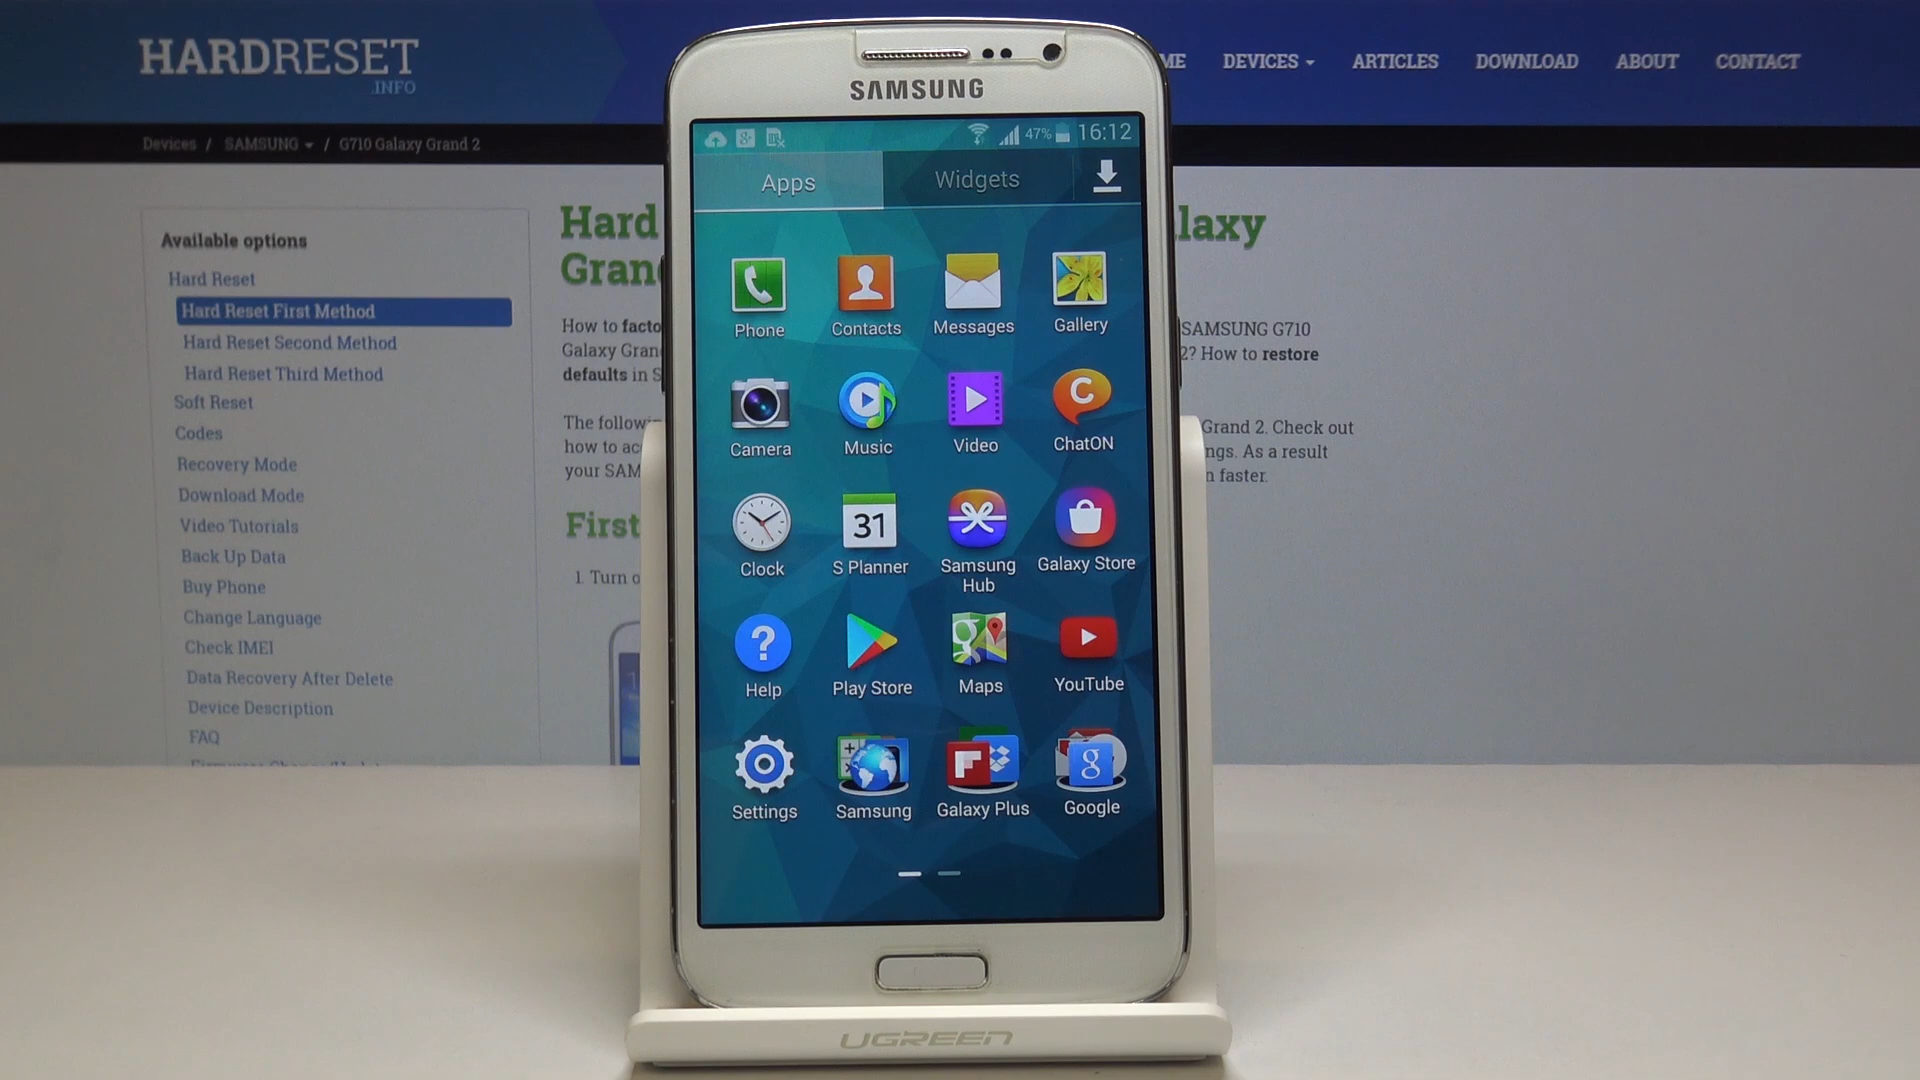 HARDRESET
.INFO
ME DEVICES ARTICLES DOWNLOAD ABOUT CONTACT
Devices / SAMSUNG / G710 Galaxy Grand 2
Available options
Hard Reset
Hard Reset First Method
Hard Reset Second Method
Hard Reset Third Method
Soft Reset
Codes
Recovery Mode
Download Mode
Video Tutorials
Back Up Data
Buy Phone
Change Language
Check IMEI
Data Recovery After Delete
Device Description
FAQ
Hard
laxy
Gran
How to facto
SAMSUNG G710
Galaxy Gran
2? How to restore
defaults in S
The follow
Grand 2. Check out
how to ac
ngs. As a result
your SAM
n faster.
First
1. Turn o
SAMSUNG
47% 16:12
Apps Widgets
Phone Contacts Messages Gallery
Camera Music Video ChatON
C
31
Clock S Planner Samsung Hub Galaxy Store
?
Help Play Store Maps YouTube
g
Settings Samsung Galaxy Plus Google
UGREEN